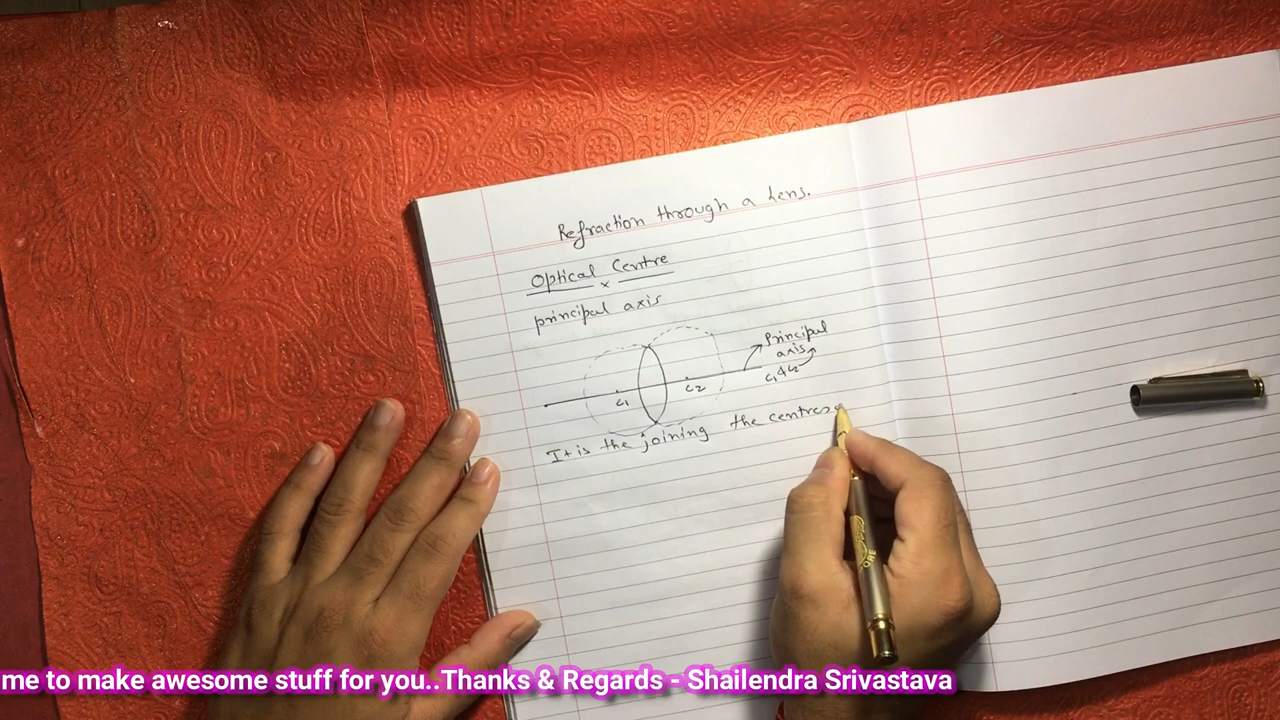 Refraction through a Lens.
Optical Centre
x
principal axis
Principal
axis
C1 & C2
C1
C2
It is the joining the centres
me to make awesome stuff for you..Thanks & Regards - Shailendra Srivastava